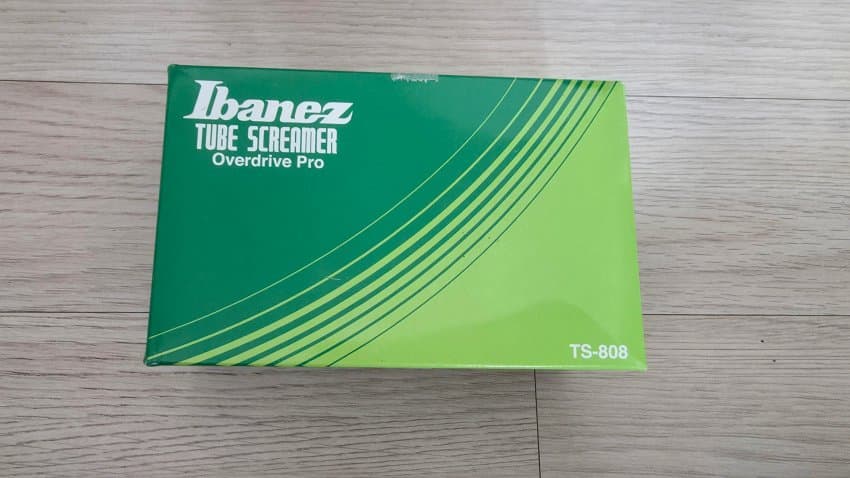 Ibanez
TUBE SCREAMER
Overdrive Pro
TS-808